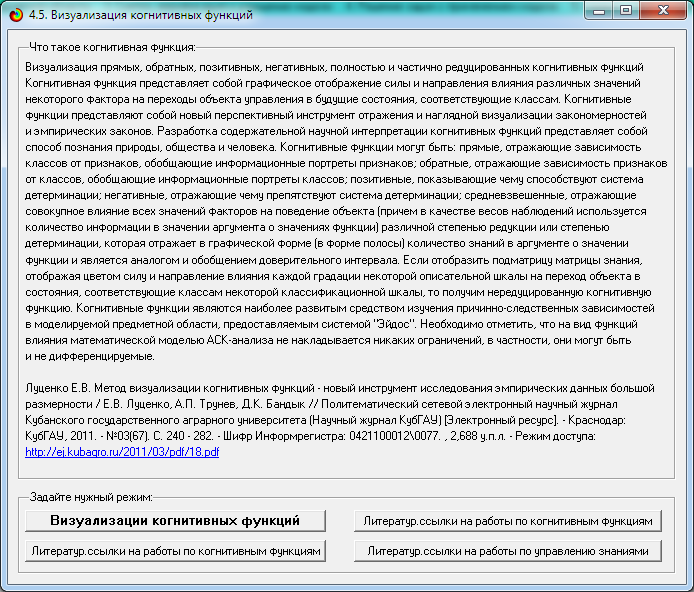 4.5. Визуализация когнитивных функций
Что такое когнитивная функция:
Визуализация прямых, обратных, позитивных, негативных, полностью и частично редуцированных когнитивных функций
Когнитивная функция представляет собой графическое отображение силы и направления влияния различных значений
некоторого фактора на переходы объекта управления в будущие состояния, соответствующие классам. Когнитивные
функции представляют собой новый перспективный инструмент отражения и наглядной визуализации закономерностей
и эмпирических законов. Разработка содержательной научной интерпретации когнитивных функций представляет собой
способ познания природы, общества и человека. Когнитивные функции могут быть: прямые, отражающие зависимость
классов от признаков, обобщающие информационные портреты признаков; обратные, отражающие зависимость признаков
от классов, обобщающие информационные портреты классов; позитивные, показывающие чему способствуют система
детерминации; негативные, отражающие чему препятствуют система детерминации; средневзвешенные, отражающие
совокупное влияние всех значений факторов на поведение объекта (причем в качестве весов наблюдений используется
количество информации в значении аргумента о значениях функции) различной степенью редукции или степенью
детерминации, которая отражает в графической форме (в форме полосы) количество знаний в аргументе о значении
функции и является аналогом и обобщением доверительного интервала. Если отобразить подматрицу матрицы знания,
отображая цветом силу и направление влияния каждой градации некоторой описательной шкалы на переход объекта в
состояния, соответствующие классам некоторой классификационной шкалы, то получим нередуцированную когнитивную
функцию. Когнитивные функции являются наиболее развитым средством изучения причинно-следственных зависимостей
в моделируемой предметной области, предоставляемым системой "Эйдос". Необходимо отметить, что на вид функций
влияния математической моделью АСК-анализа не накладывается никаких ограничений, в частности, они могут быть
и не дифференцируемые.
Луценко Е.В. Метод визуализации когнитивных функций - новый инструмент исследования эмпирических данных большой
размерности / Е.В. Луценко, А.П. Трунев, Д.К. Бандык // Политематический сетевой электронный научный журнал
Кубанского государственного аграрного университета (Научный журнал КубГАУ) [Электронный ресурс]. - Краснодар:
КубГАУ, 2011. - №03(67). С. 240 - 282. - Шифр Информрегистра: 0421100012\0077. , 2,688 у.п.л. - Режим доступа:
http://ej.kubagro.ru/2011/03/pdf/18.pdf
Задайте нужный режим:
Визуализации когнитивных функций
Литератур.ссылки на работы по когнитивным функциям
Литератур.ссылки на работы по когнитивным функциям
Литератур.ссылки на работы по управлению знаниями